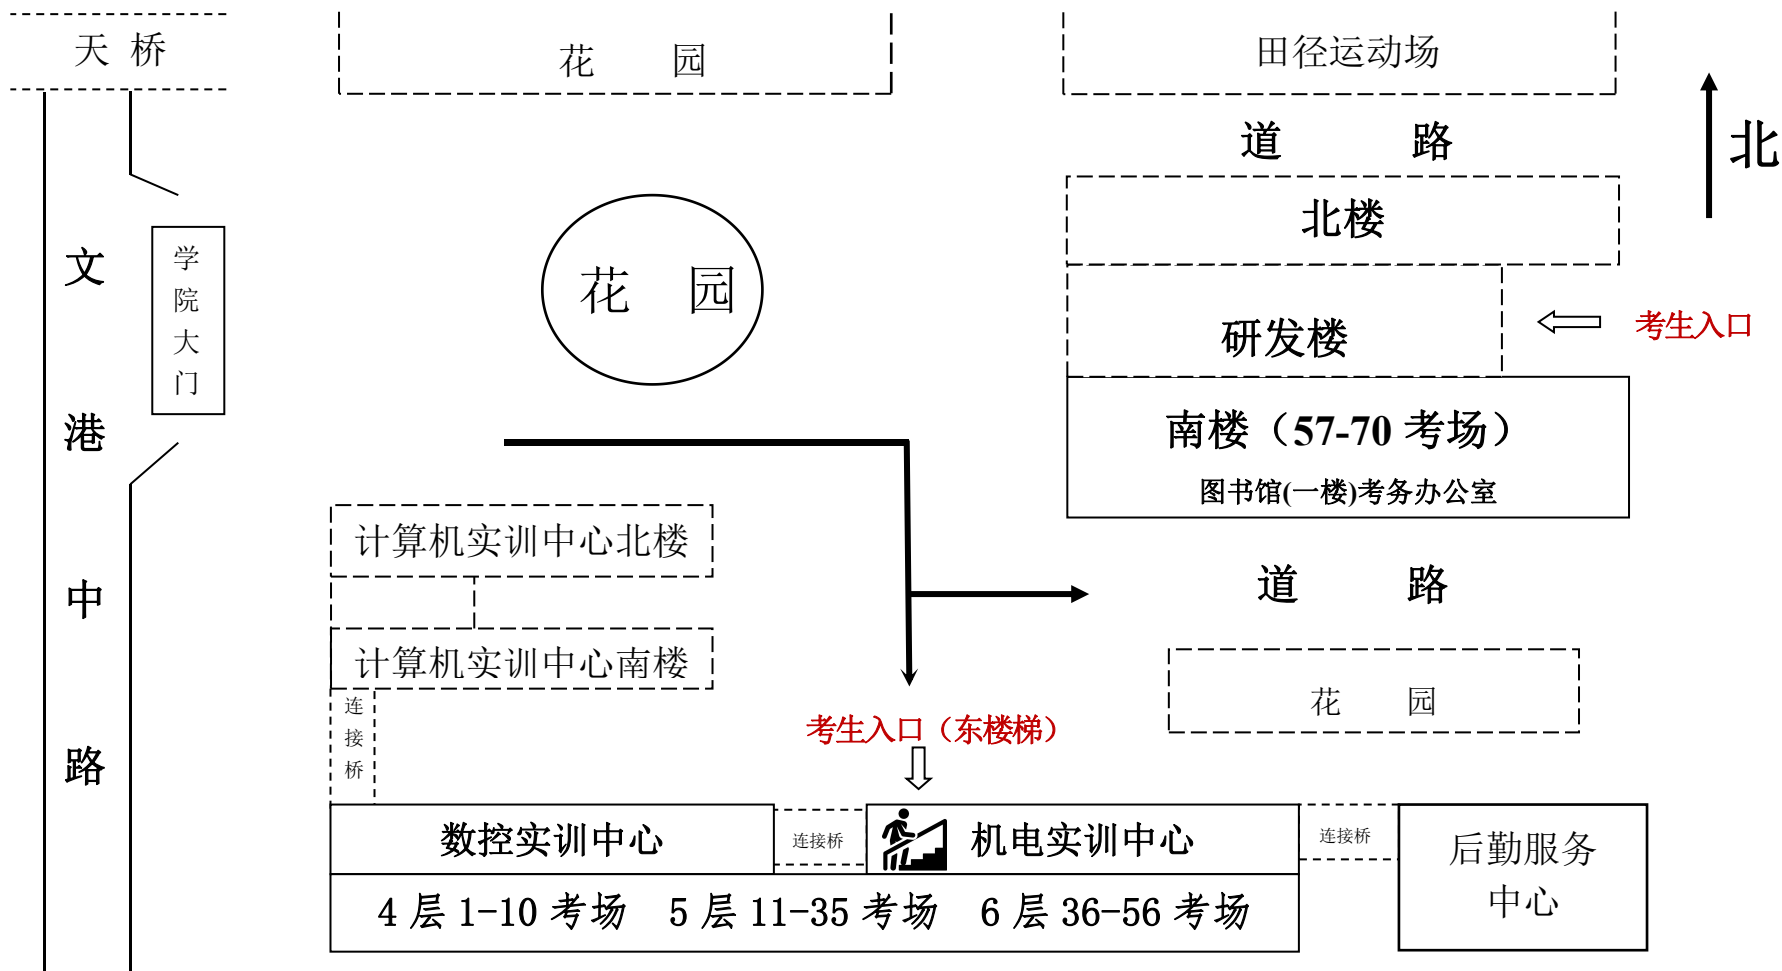 天 桥
花 园
田径运动场
北
道 路
北楼
研发楼
考生入口
南楼（57-70 考场）
图书馆(一楼)考务办公室
道 路
花 园
文港中路
学院大门
花 园
计算机实训中心北楼
计算机实训中心南楼
连接桥
考生入口（东楼梯）
数控实训中心
连接桥
机电实训中心
连接桥
后勤服务
中心
4 层 1-10 考场 5 层 11-35 考场 6 层 36-56 考场